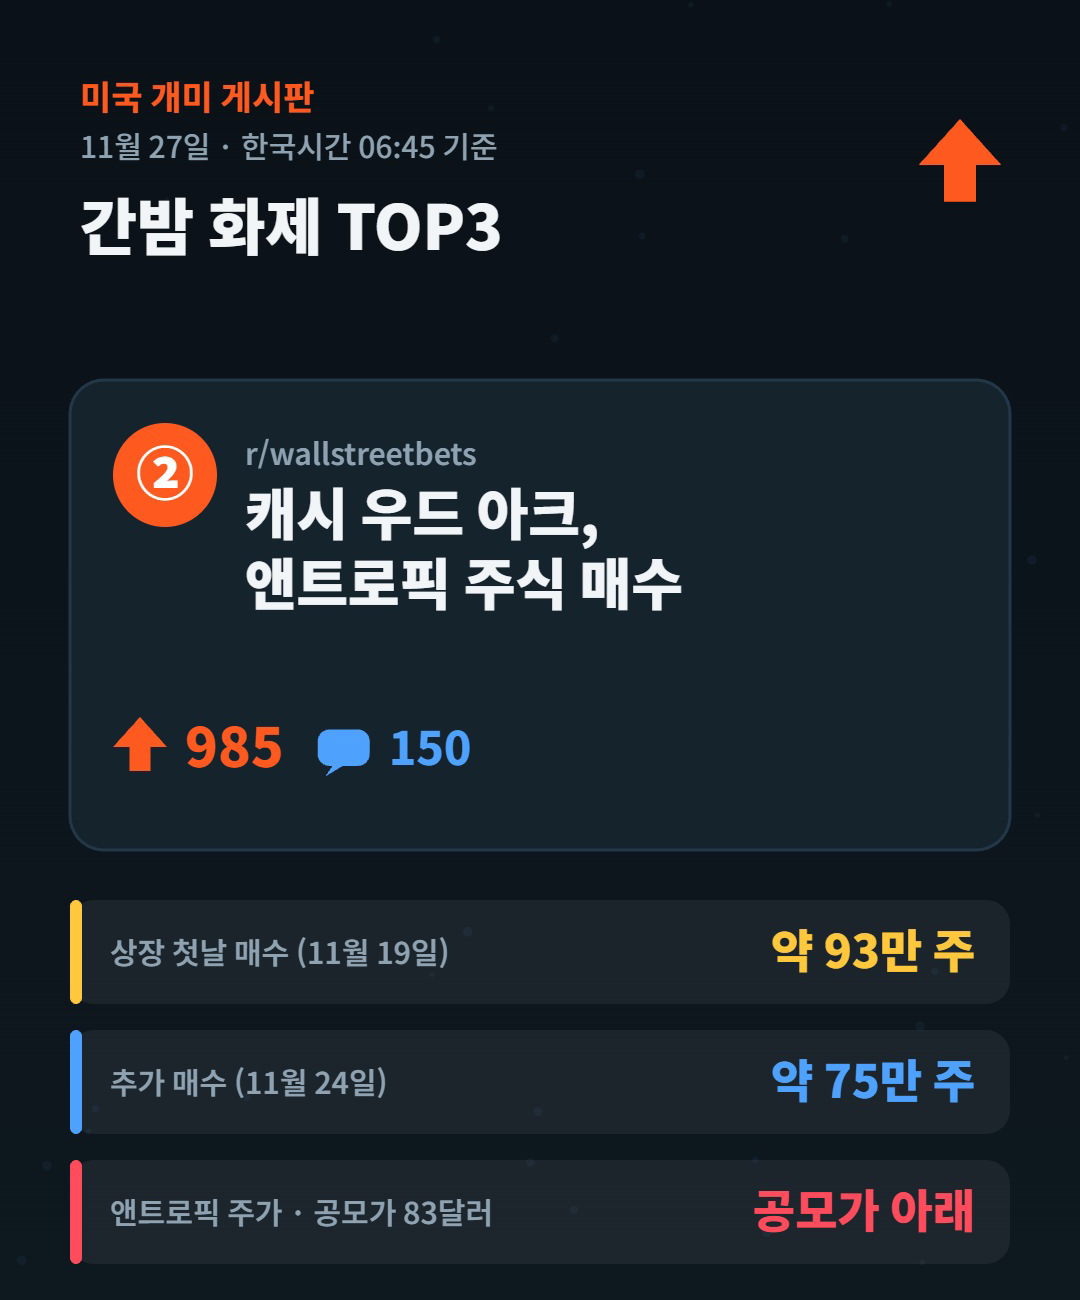 미국 개미 게시판
11월 27일 · 한국시간 06:45 기준
간밤 화제 TOP3
②
r/wallstreetbets
캐시 우드 아크,
앤트로픽 주식 매수
985
150
상장 첫날 매수 (11월 19일)
약 93만 주
추가 매수 (11월 24일)
약 75만 주
앤트로픽 주가 · 공모가 83달러
공모가 아래